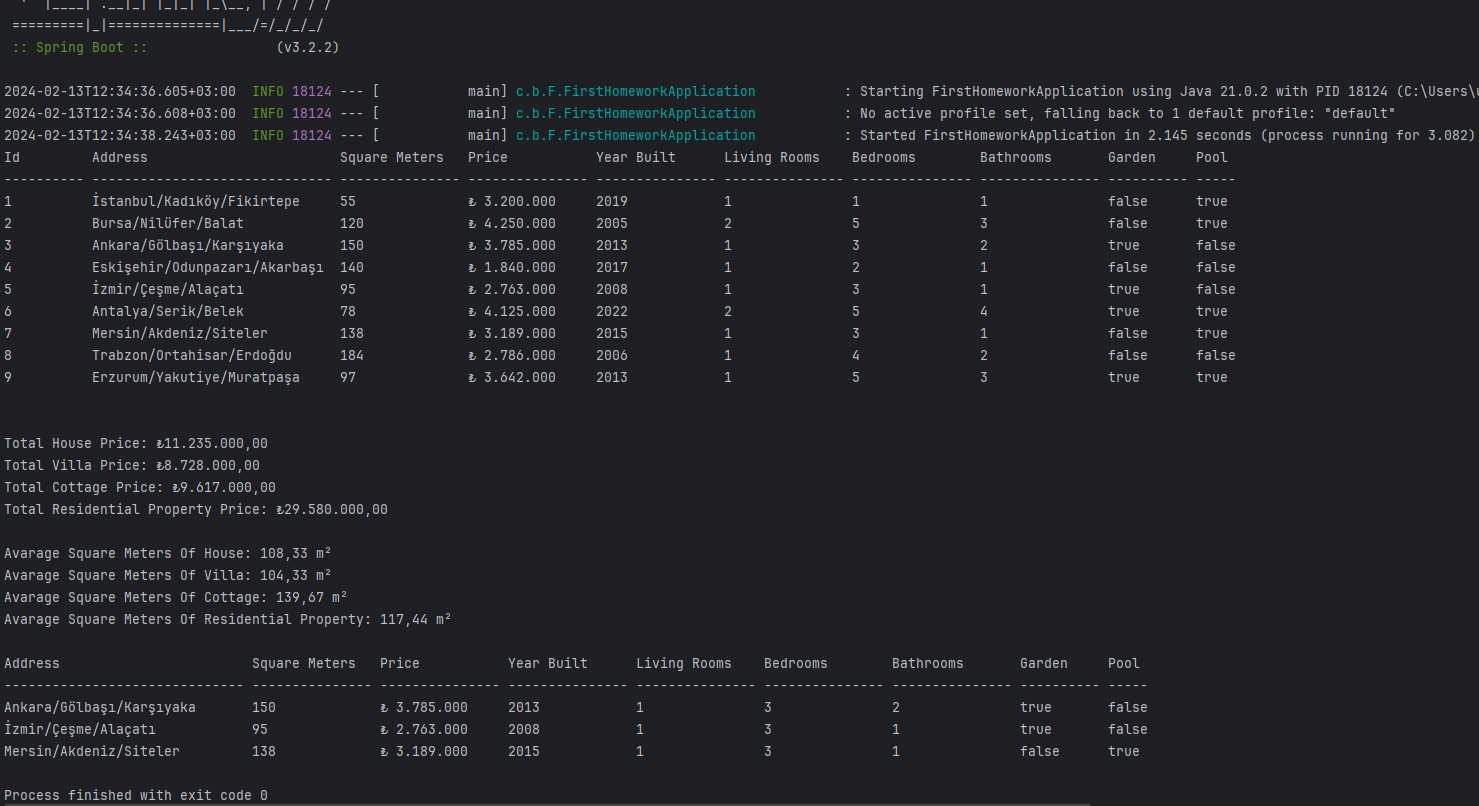 =========|_|==============|___/=/_/_/_/
:: Spring Boot ::                (v3.2.2)
2024-02-13T12:34:36.605+03:00  INFO 18124 --- [           main] c.b.F.FirstHomeworkApplication           : Starting FirstHomeworkApplication using Java 21.0.2 with PID 18124 (C:\Users\
2024-02-13T12:34:36.608+03:00  INFO 18124 --- [           main] c.b.F.FirstHomeworkApplication           : No active profile set, falling back to 1 default profile: "default"
2024-02-13T12:34:38.243+03:00  INFO 18124 --- [           main] c.b.F.FirstHomeworkApplication           : Started FirstHomeworkApplication in 2.145 seconds (process running for 3.082)
Id         Address                        Square Meters   Price           Year Built      Living Rooms    Bedrooms        Bathrooms       Garden     Pool
---------- ------------------------------ --------------- --------------- --------------- --------------- --------------- --------------- ---------- -----
1          İstanbul/Kadıköy/Fikirtepe     55              ₺ 3.200.000     2019            1               1               1               false      true
2          Bursa/Nilüfer/Balat            120             ₺ 4.250.000     2005            2               5               3               false      true
3          Ankara/Gölbaşı/Karşıyaka       150             ₺ 3.785.000     2013            1               3               2               true       false
4          Eskişehir/Odunpazarı/Akarbaşı  140             ₺ 1.840.000     2017            1               2               1               false      false
5          İzmir/Çeşme/Alaçatı            95              ₺ 2.763.000     2008            1               3               1               true       false
6          Antalya/Serik/Belek            78              ₺ 4.125.000     2022            2               5               4               true       true
7          Mersin/Akdeniz/Siteler         138             ₺ 3.189.000     2015            1               3               1               false      true
8          Trabzon/Ortahisar/Erdoğdu      184             ₺ 2.786.000     2006            1               4               2               false      false
9          Erzurum/Yakutiye/Muratpaşa     97              ₺ 3.642.000     2013            1               5               3               true       true
Total House Price: ₺11.235.000,00
Total Villa Price: ₺8.728.000,00
Total Cottage Price: ₺9.617.000,00
Total Residential Property Price: ₺29.580.000,00
Avarage Square Meters Of House: 108,33 m²
Avarage Square Meters Of Villa: 104,33 m²
Avarage Square Meters Of Cottage: 139,67 m²
Avarage Square Meters Of Residential Property: 117,44 m²
Address                        Square Meters   Price           Year Built      Living Rooms    Bedrooms        Bathrooms       Garden     Pool
------------------------------ --------------- --------------- --------------- --------------- --------------- --------------- ---------- -----
Ankara/Gölbaşı/Karşıyaka       150             ₺ 3.785.000     2013            1               3               2               true       false
İzmir/Çeşme/Alaçatı            95              ₺ 2.763.000     2008            1               3               1               true       false
Mersin/Akdeniz/Siteler         138             ₺ 3.189.000     2015            1               3               1               false      true
Process finished with exit code 0